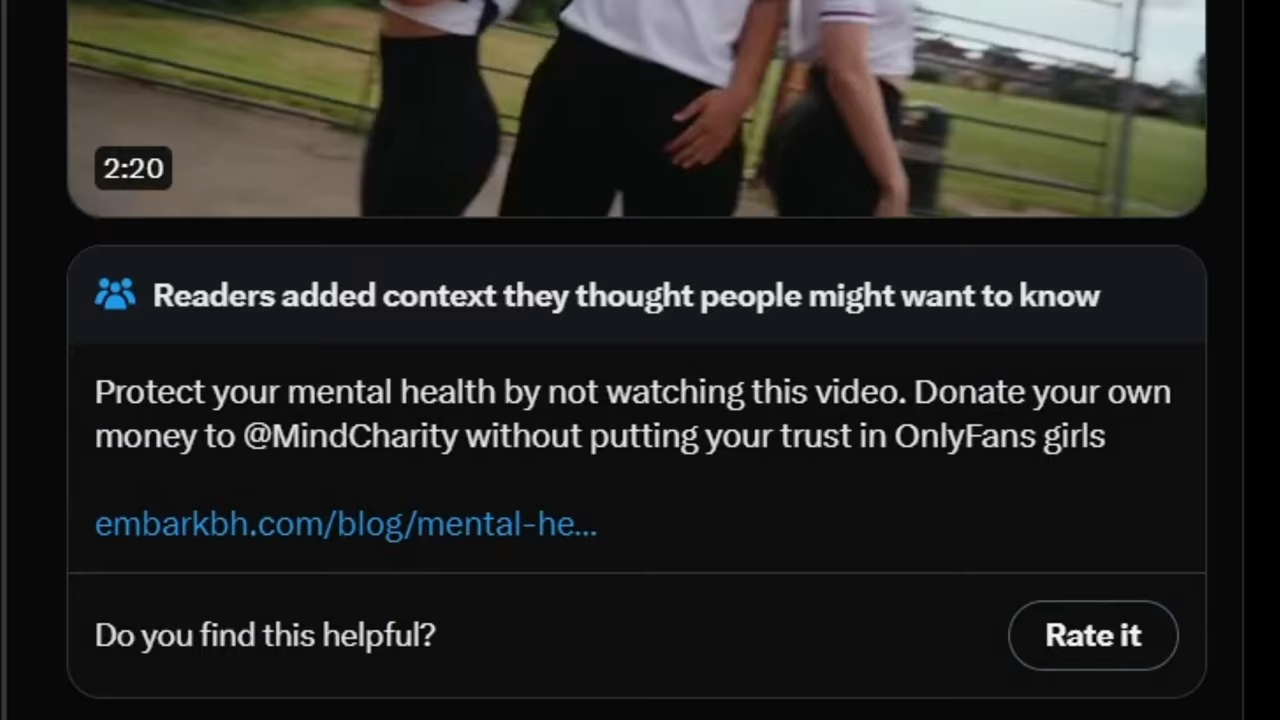 2:20
Readers added context they thought people might want to know
Protect your mental health by not watching this video. Donate your own
money to @MindCharity without putting your trust in OnlyFans girls
embarkbh.com/blog/mental-he...
Do you find this helpful?
Rate it